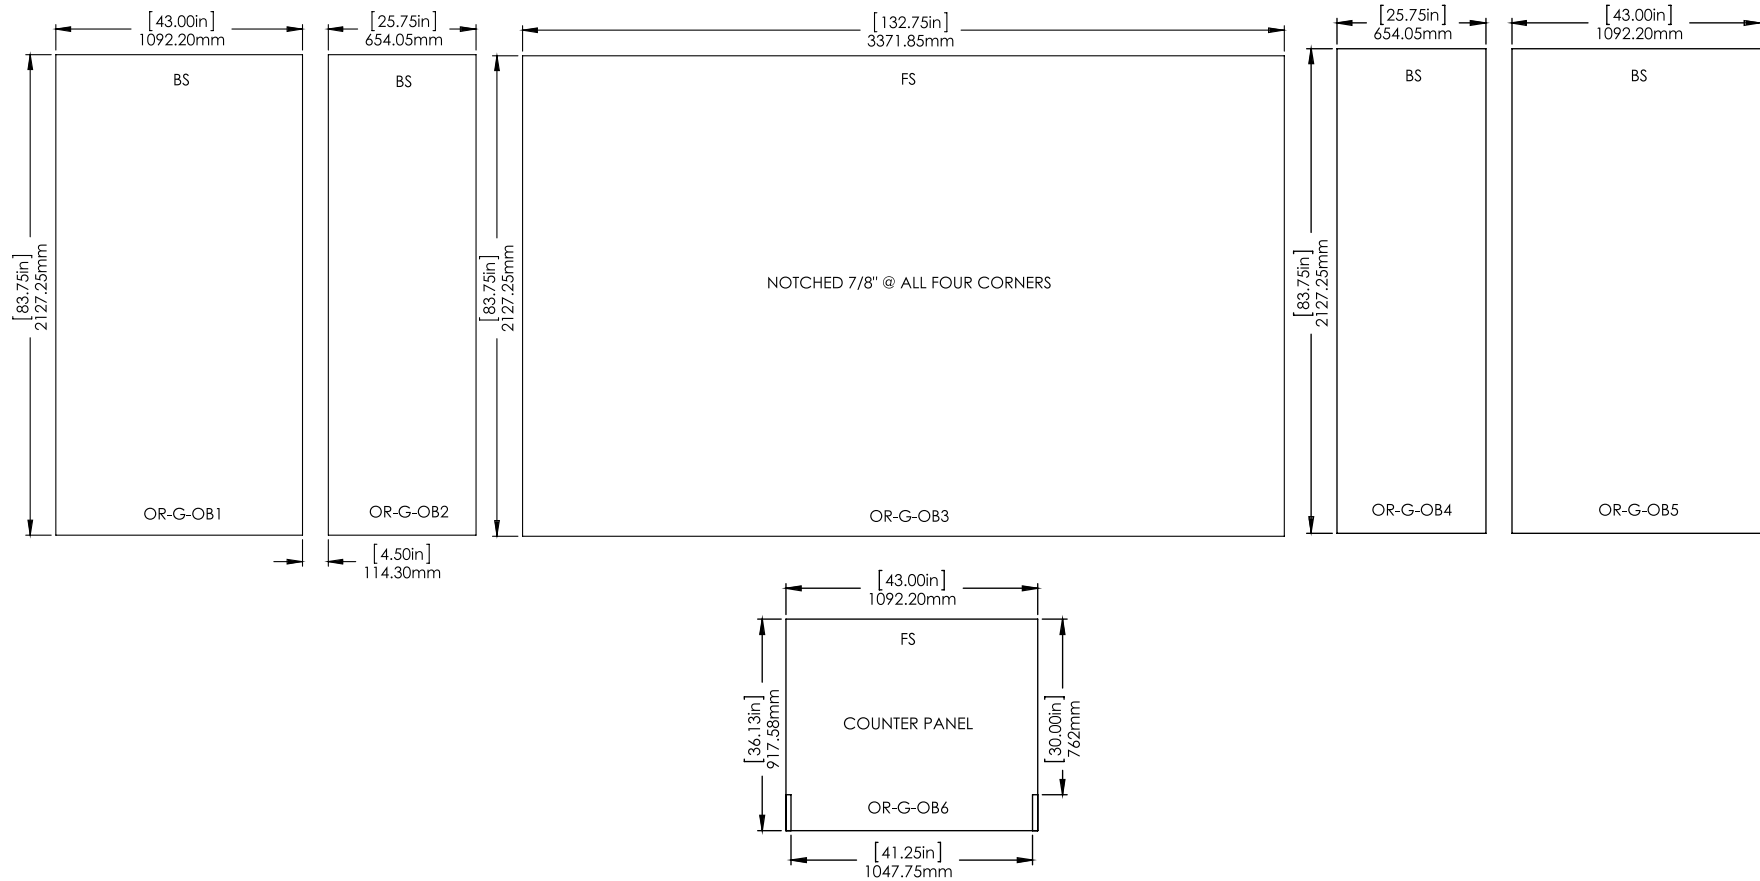 [43.00in]
1092.20mm
[25.75in]
654.05mm
[132.75in]
3371.85mm
[25.75in]
654.05mm
[43.00in]
1092.20mm
BS
BS
FS
BS
BS
[83.75in]
2127.25mm
[83.75in]
2127.25mm
NOTCHED 7/8" @ ALL FOUR CORNERS
[83.75in]
2127.25mm
OR-G-OB1
OR-G-OB2
OR-G-OB3
OR-G-OB4
OR-G-OB5
[4.50in]
114.30mm
[43.00in]
1092.20mm
FS
[36.13in]
917.58mm
COUNTER PANEL
[30.00in]
762mm
OR-G-OB6
[41.25in]
1047.75mm